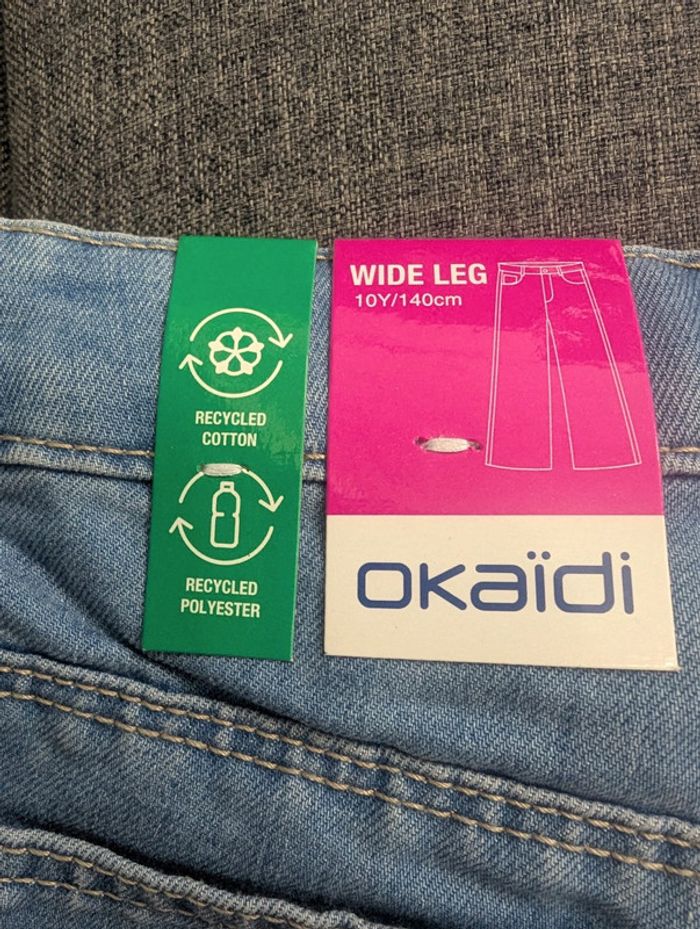 RECYCLED
COTTON
RECYCLED
POLYESTER
WIDE LEG
10Y/140cm
oKaïdi